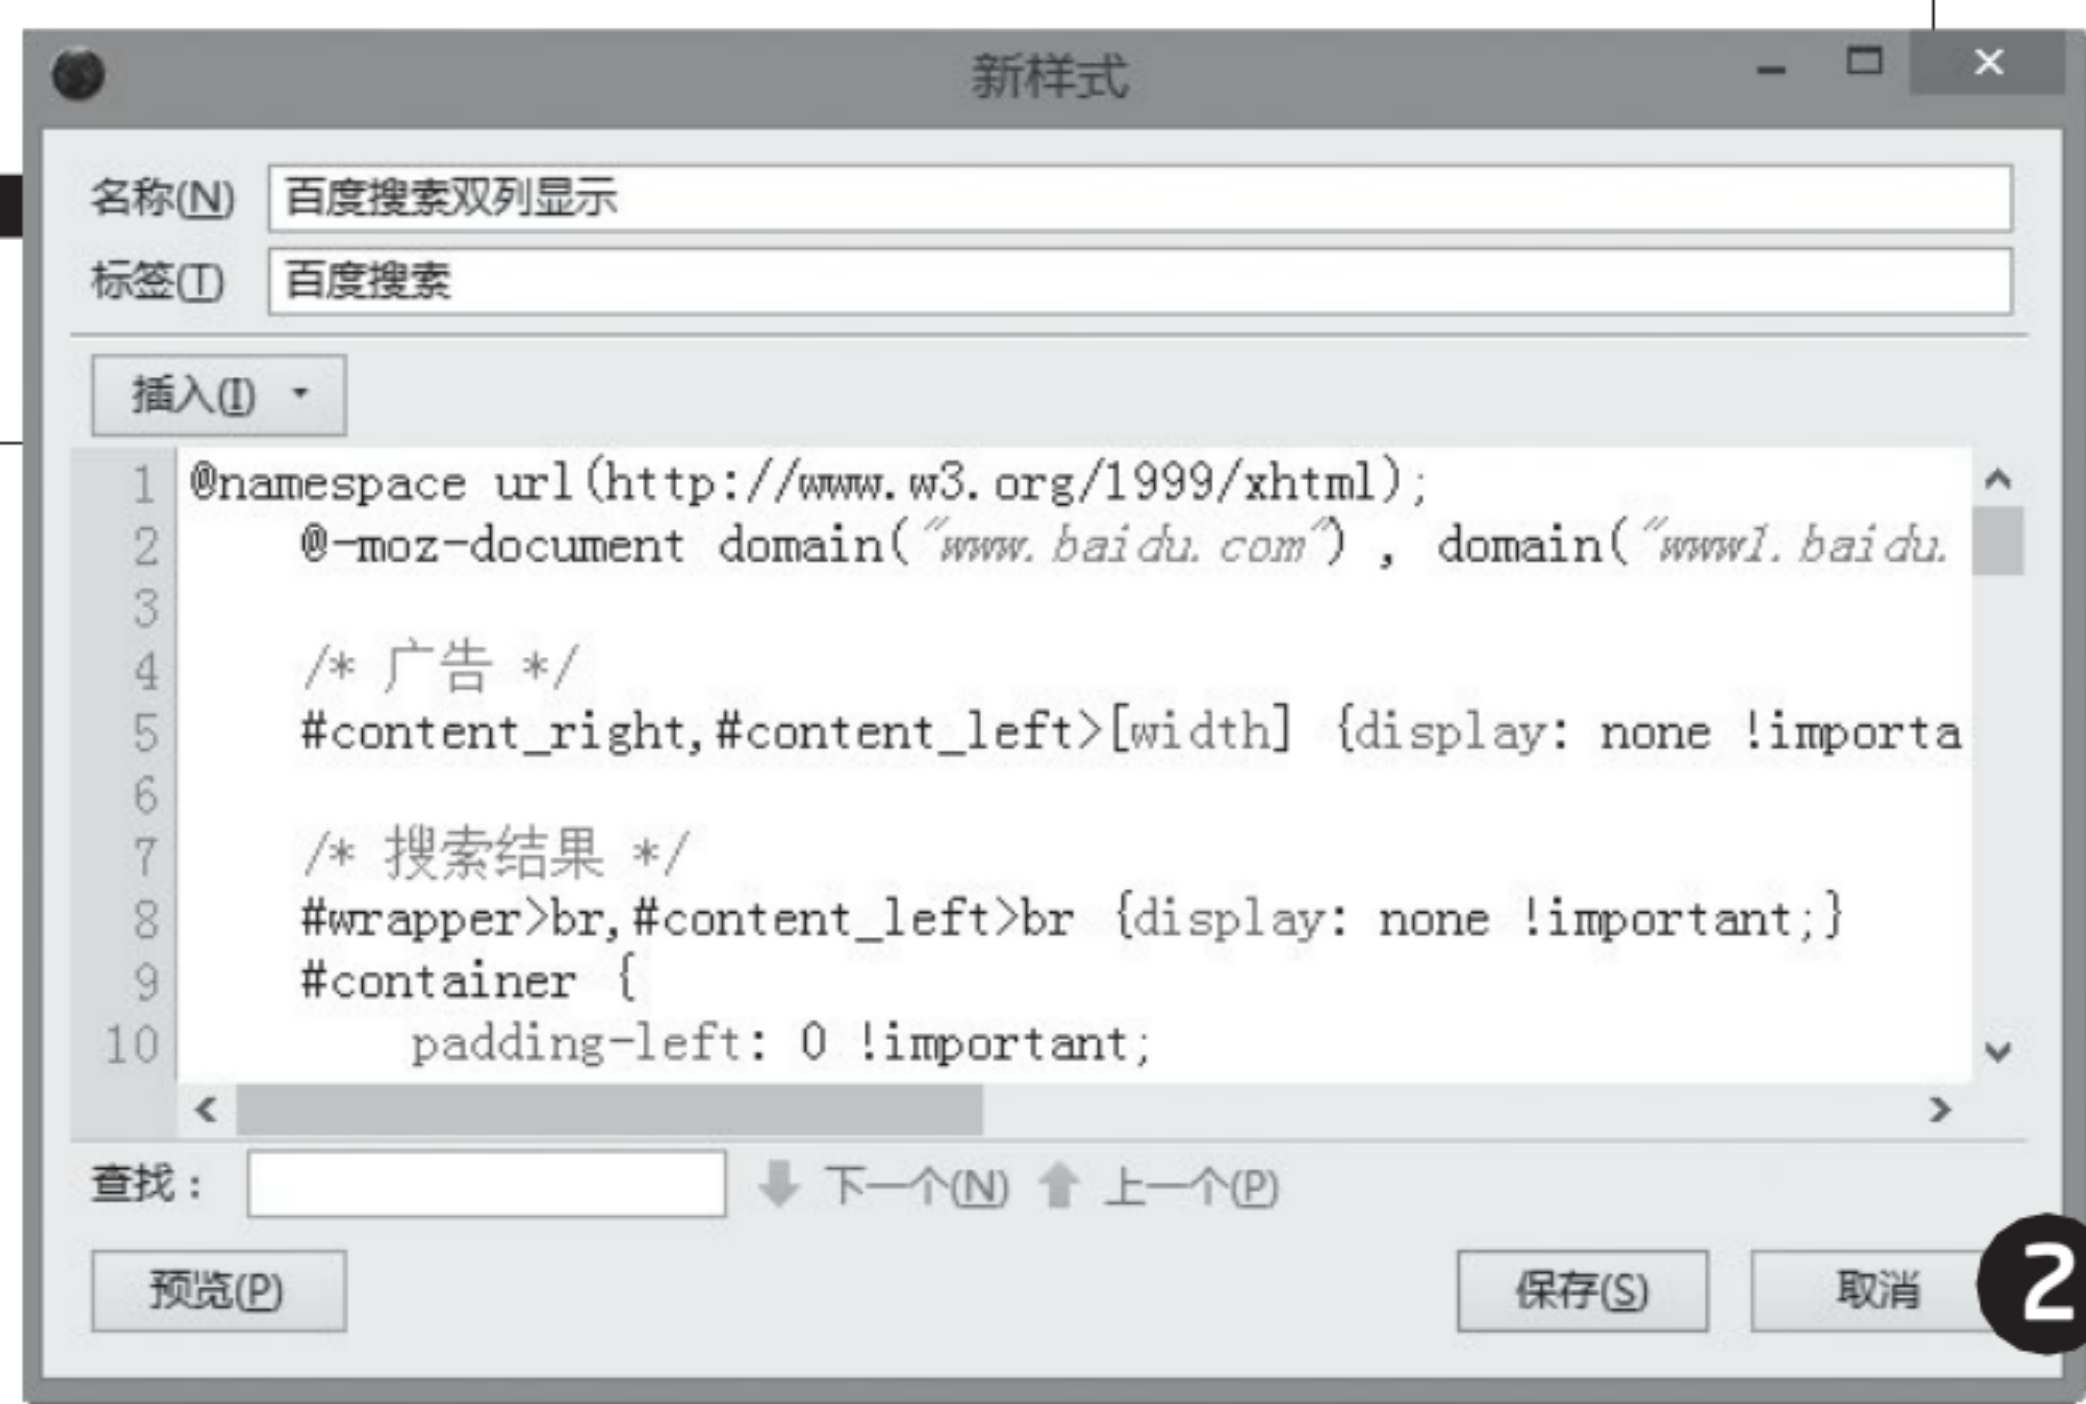 新样式
名称(N) 百度搜索双列显示
标签(T) 百度搜索
插入(I)
1 @namespace url(http://www.w3.org/1999/xhtml);
2 @-moz-document domain("www.baidu.com") , domain("www1.baidu.
3
4 /* 广告 */
5 #content_right,#content_left>[width] {display: none !importa
6
7 /* 搜索结果 */
8 #wrapper>br,#content_left>br {display: none !important;}
9 #container {
10 padding-left: 0 !important;
查找： 下一个(N) 上一个(P)
预览(P) 保存(S) 取消 2